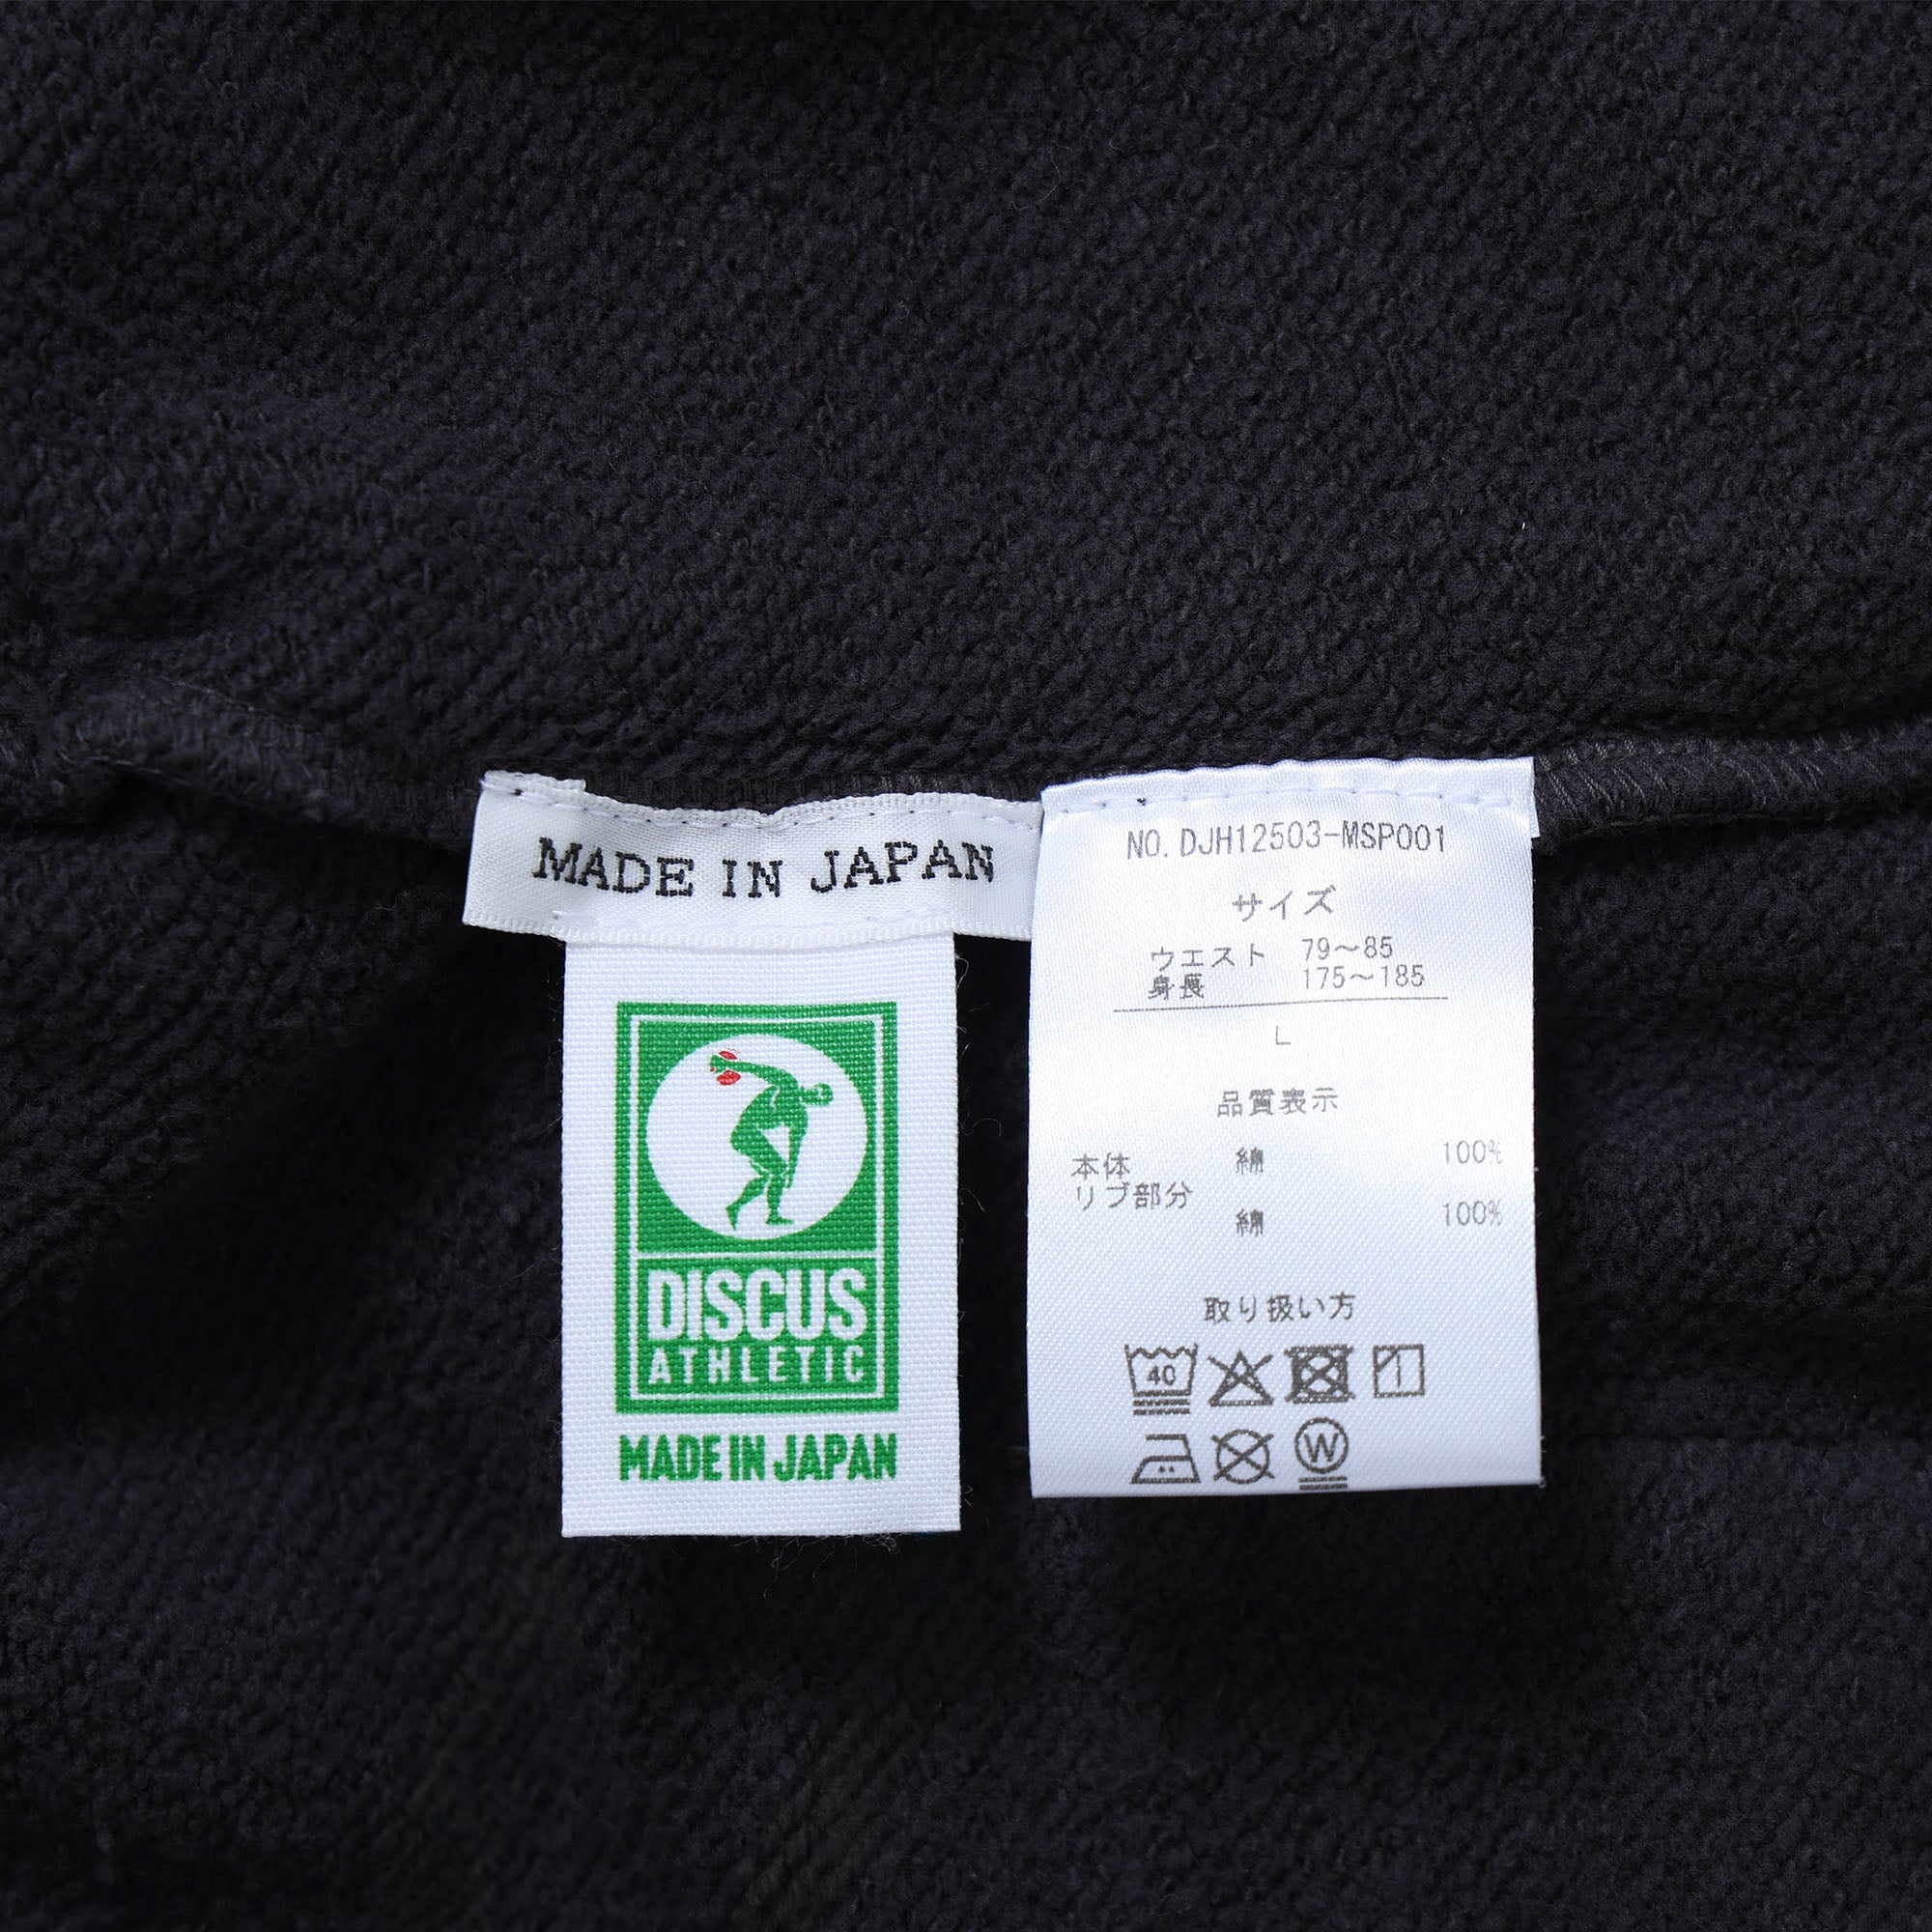 MADE IN JAPAN
DISCUS
ATHLETIC
MADE IN JAPAN
NO. DJH12503-MSP001
サイズ
ウエスト 79〜85
身長 175〜185
L
品質表示
本体 綿 100%
リブ部分
綿 100%
取り扱い方
40
W